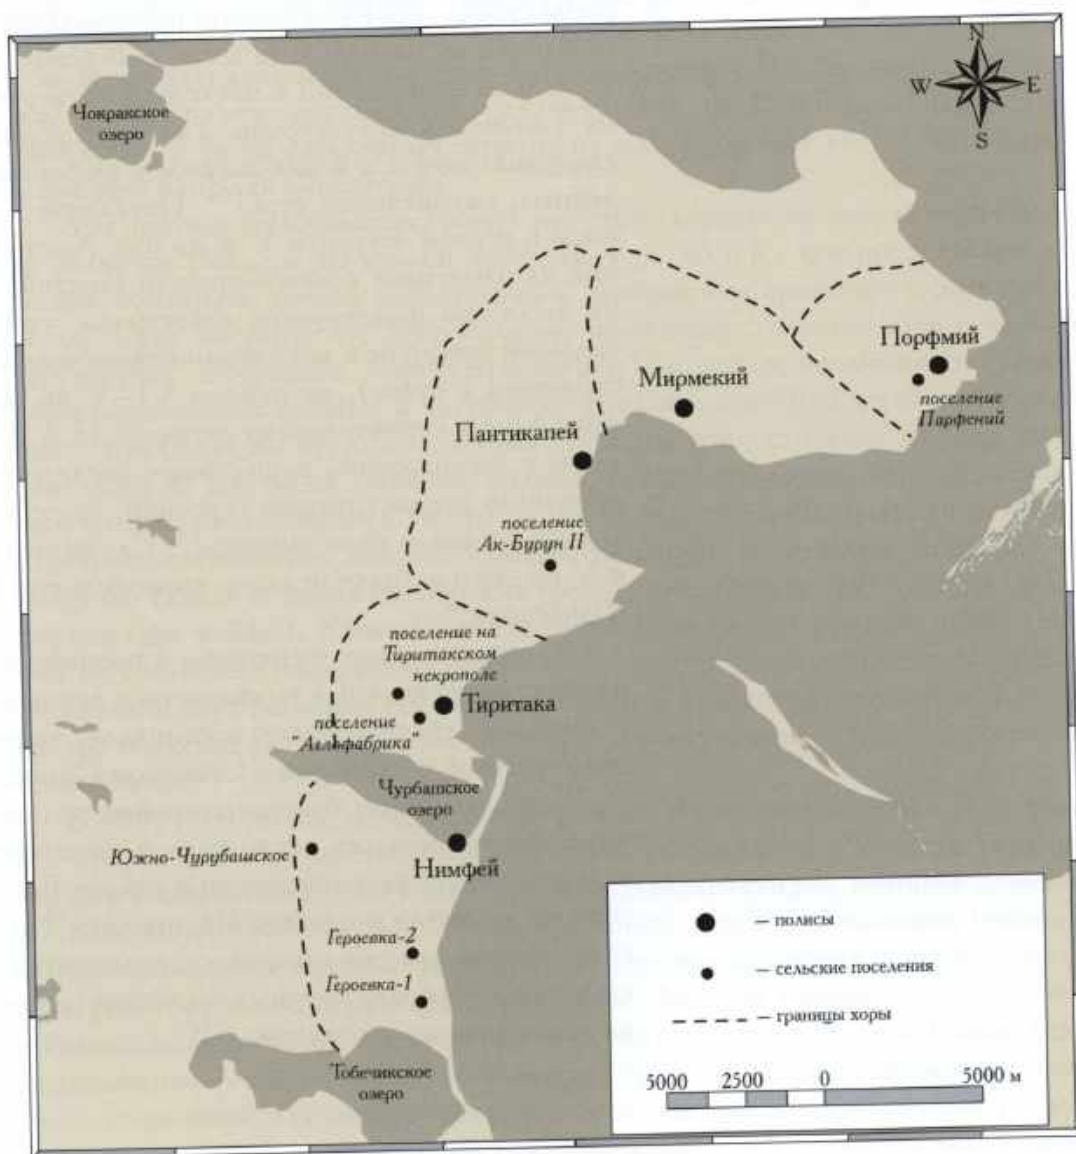 N
W E
S
Чокракское
озеро
Порфмий
поселение
Парфений
Мирмекий
Пантикапей
поселение
Ак-Бурун II
поселение на
Тиритакском
некрополе
Тиритака
поселение
"Аглофабрика"
Чурбашское
озеро
Южно-Чурубашское
Нимфей
Героевка-2
Героевка-1
Тобечикское
озеро
– полисы
– сельские поселения
– границы хоры
5000 2500 0 5000 м